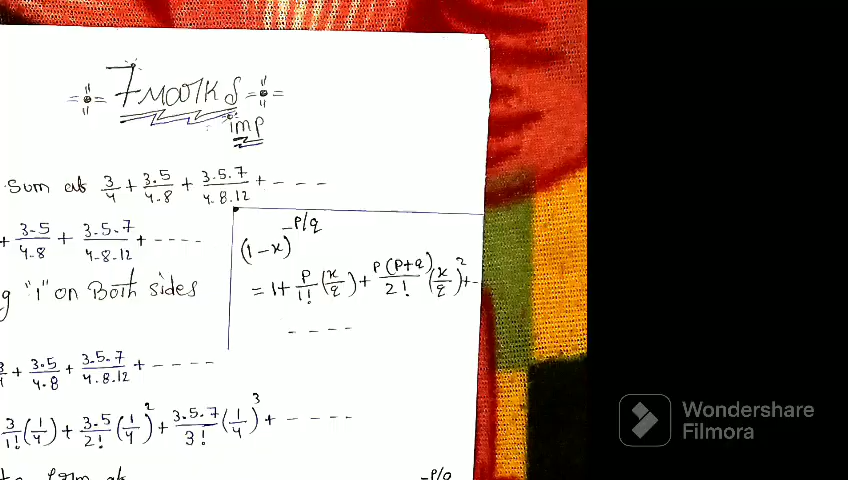 7 marks
imp
. Sum of 3/4 + 3.5/4.8 + 3.5.7/4.8.12 + - - - -
+ 3.5/4.8 + 3.5.7/4.8.12 + - - - -
g "1" on Both sides
(1-x)^-P/q
= 1 + P/1! (x/q) + P(P+q)/2! (x/q)^2 + -
- - - -
+ 3.5/4.8 + 3.5.7/4.8.12 + - - - -
3/1! (1/4) + 3.5/2! (1/4)^2 + 3.5.7/3! (1/4)^3 + - - - -
Wondershare
Filmora